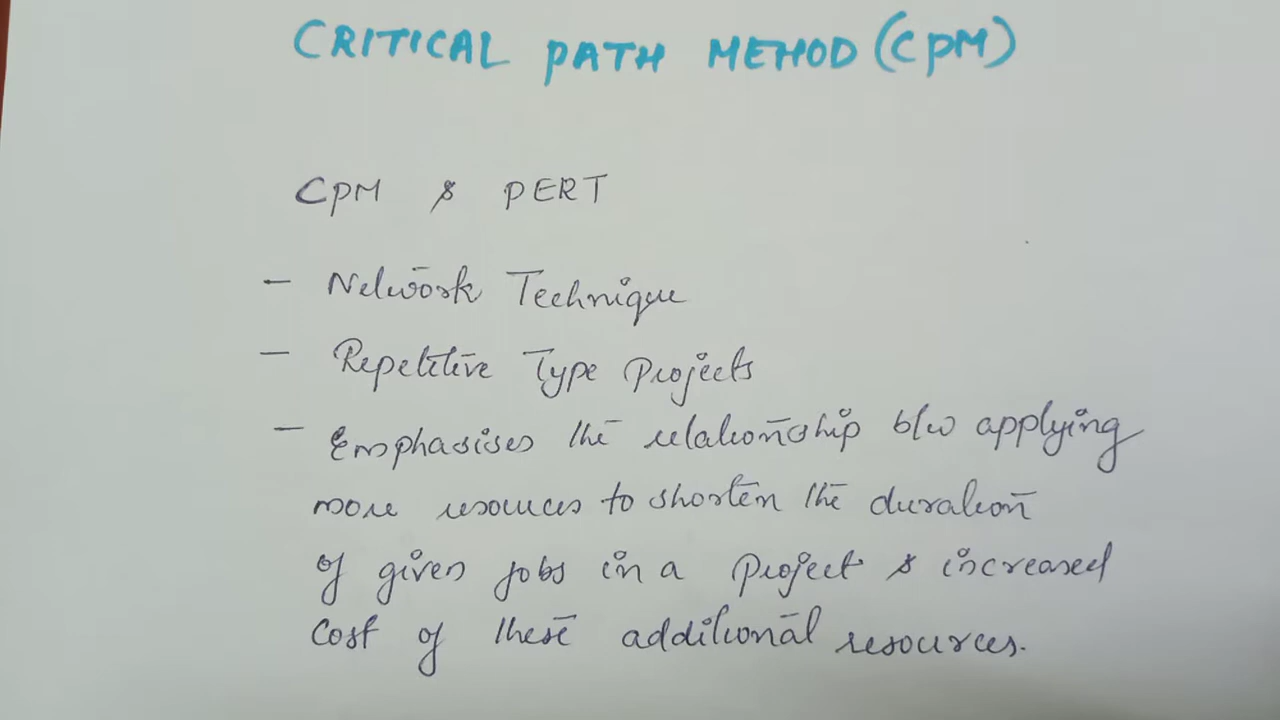 CRITICAL PATH MEHOD (CPM)
CPM & PERT
- Network Technique
- Repetitive Type Projects
- Emphasises the relationship b/w applying
more resources to shorten the duration
of given jobs in a Project & increased
Cost of these additional resources.